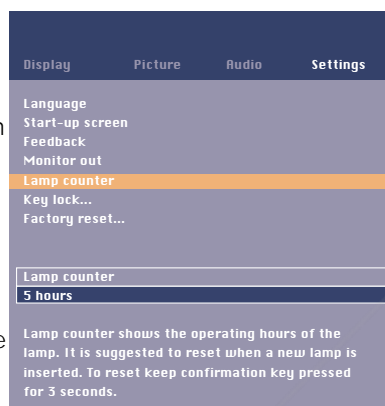 Display Picture Audio Settings
Language
Start-up screen
Feedback
Monitor out
Lamp counter
Key lock...
Factory reset...
Lamp counter
5 hours
Lamp counter shows the operating hours of the
lamp. It is suggested to reset when a new lamp is
inserted. To reset keep confirmation key pressed
for 3 seconds.